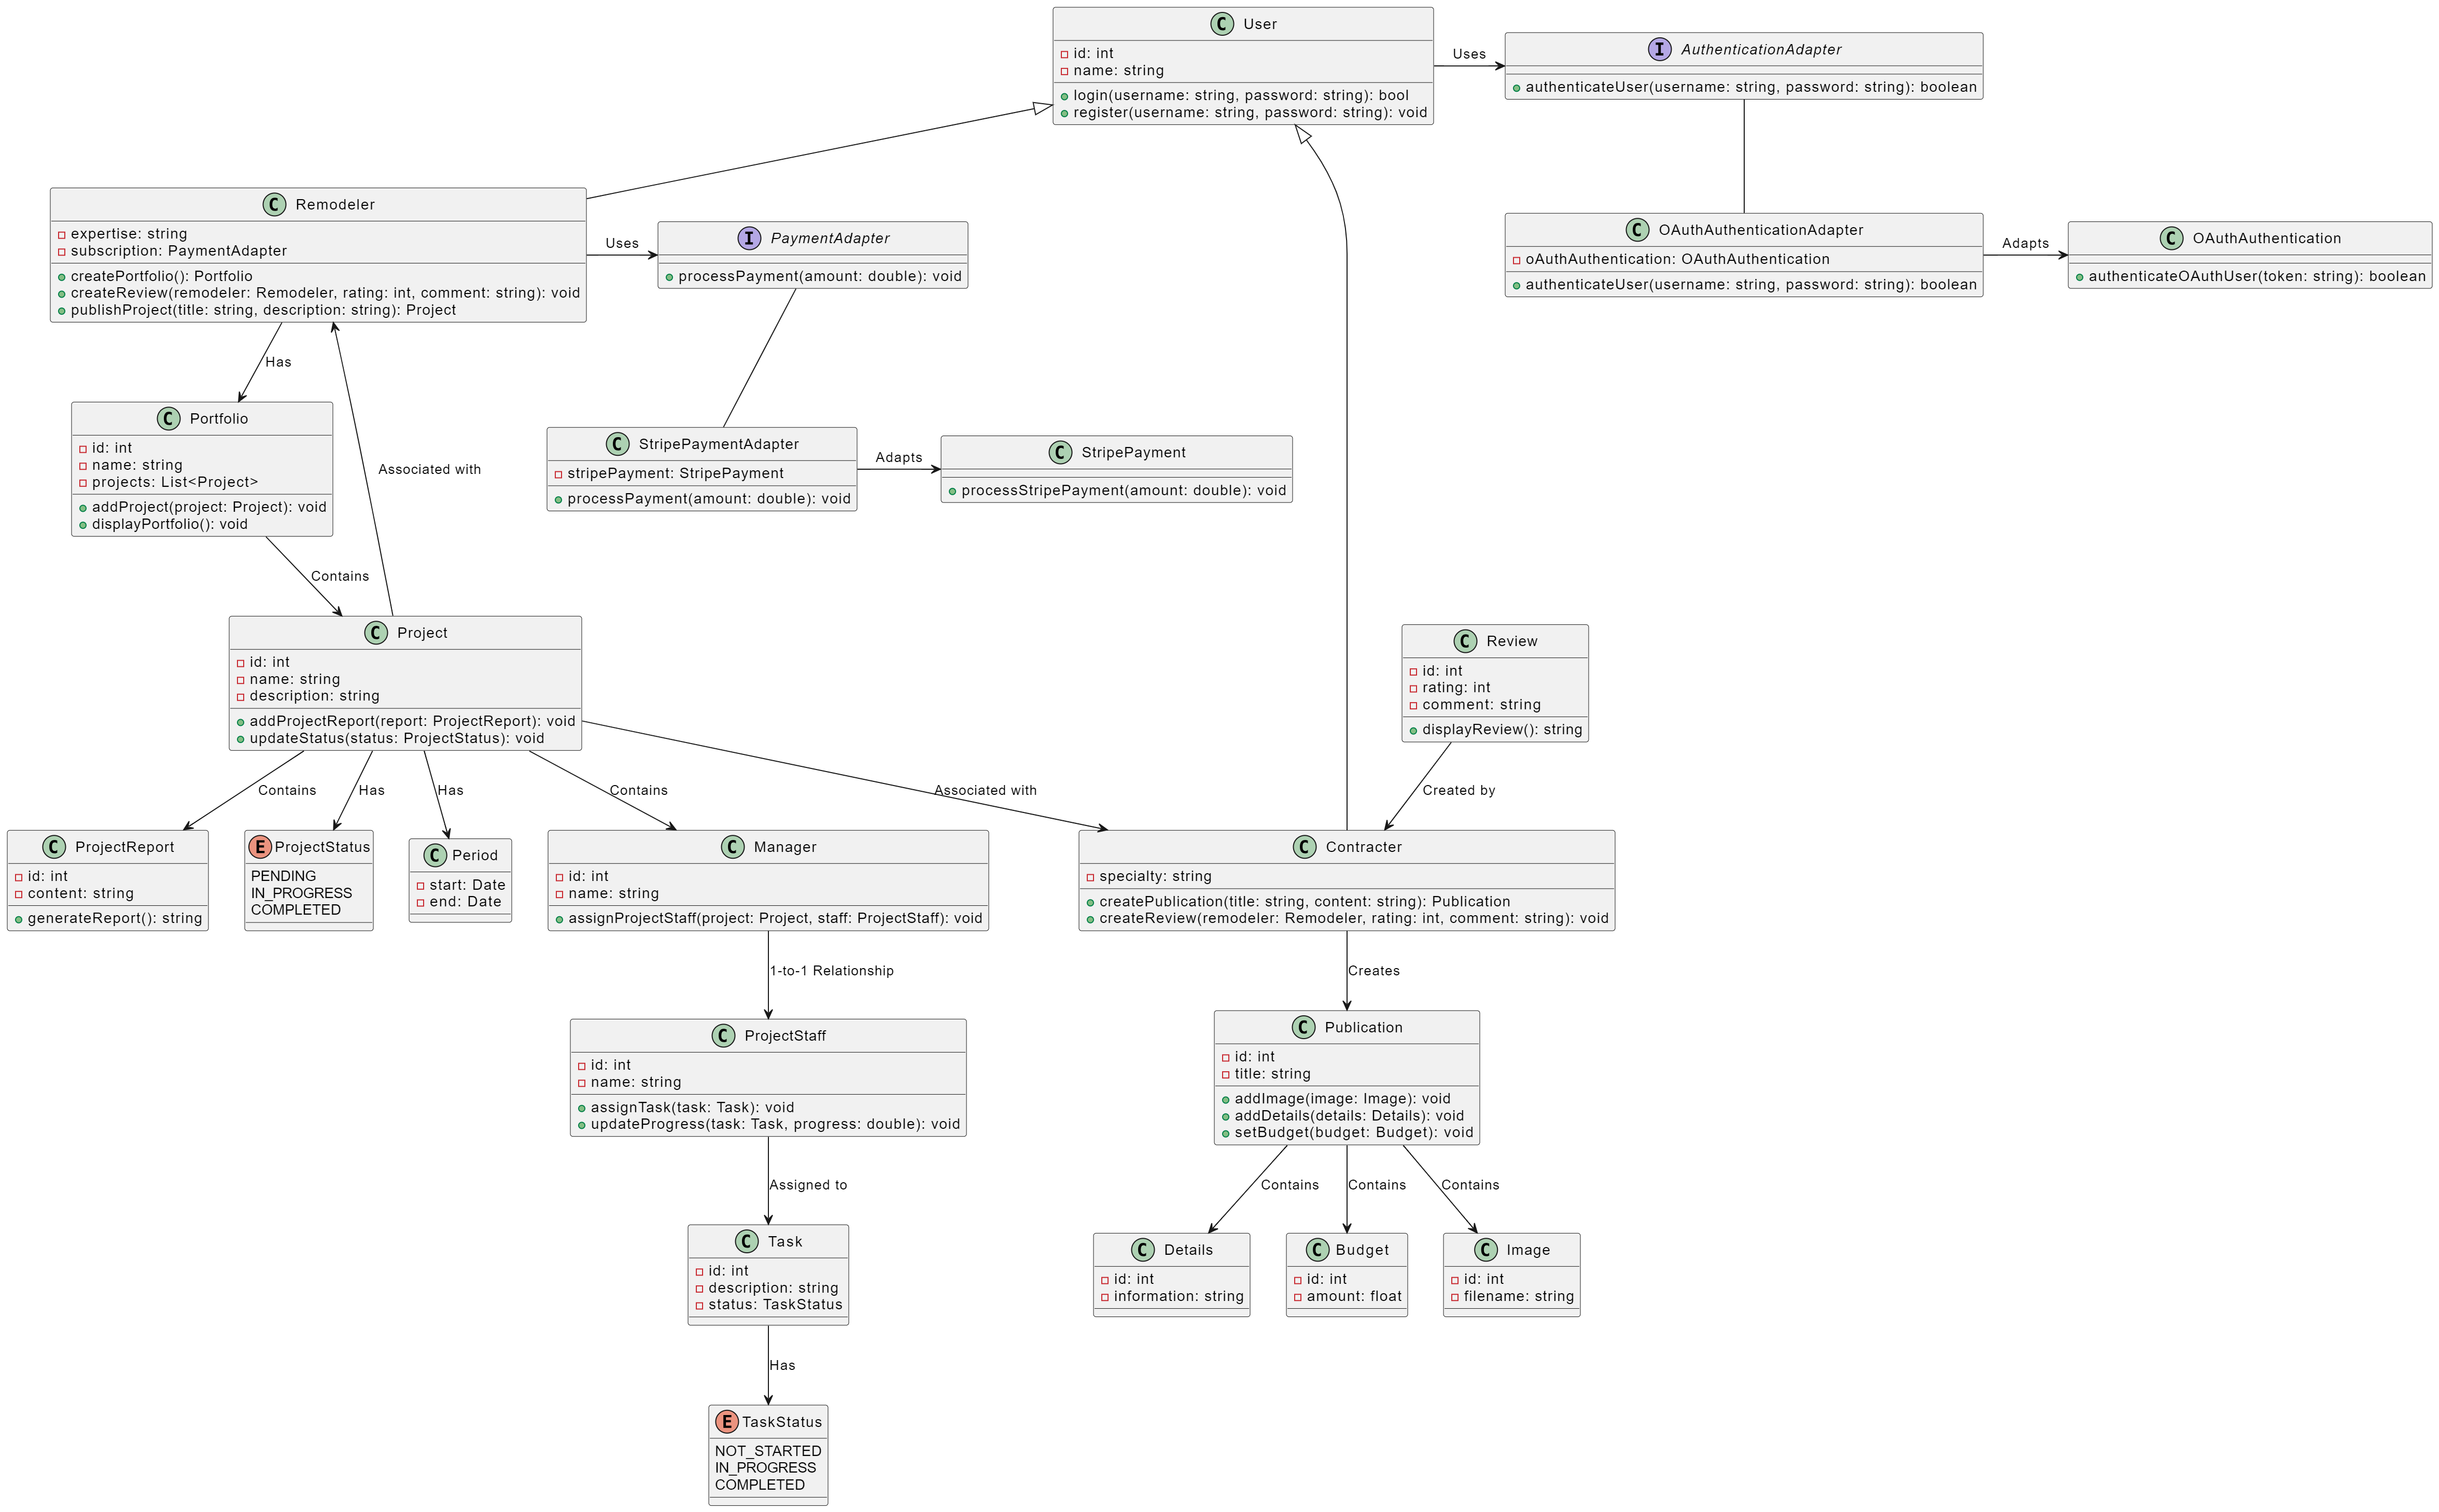 C User
id: int
name: string
login(username: string, password: string): bool
register(username: string, password: string): void
Uses
I AuthenticationAdapter
authenticateUser(username: string, password: string): boolean
C Remodeler
expertise: string
subscription: PaymentAdapter
createPortfolio(): Portfolio
createReview(remodeler: Remodeler, rating: int, comment: string): void
publishProject(title: string, description: string): Project
Uses
I PaymentAdapter
processPayment(amount: double): void
C OAuthAuthenticationAdapter
oAuthAuthentication: OAuthAuthentication
authenticateUser(username: string, password: string): boolean
Adapts
C OAuthAuthentication
authenticateOAuthUser(token: string): boolean
Has
Associated with
C Portfolio
id: int
name: string
projects: List<Project>
addProject(project: Project): void
displayPortfolio(): void
C StripePaymentAdapter
stripePayment: StripePayment
processPayment(amount: double): void
Adapts
C StripePayment
processStripePayment(amount: double): void
Contains
C Project
id: int
name: string
description: string
addProjectReport(report: ProjectReport): void
updateStatus(status: ProjectStatus): void
C Review
id: int
rating: int
comment: string
displayReview(): string
Contains
Has
Has
Contains
Associated with
Created by
C ProjectReport
id: int
content: string
generateReport(): string
E ProjectStatus
PENDING
IN_PROGRESS
COMPLETED
C Period
start: Date
end: Date
C Manager
id: int
name: string
assignProjectStaff(project: Project, staff: ProjectStaff): void
C Contracter
specialty: string
createPublication(title: string, content: string): Publication
createReview(remodeler: Remodeler, rating: int, comment: string): void
1-to-1 Relationship
Creates
C ProjectStaff
id: int
name: string
assignTask(task: Task): void
updateProgress(task: Task, progress: double): void
C Publication
id: int
title: string
addImage(image: Image): void
addDetails(details: Details): void
setBudget(budget: Budget): void
Assigned to
Contains
Contains
Contains
C Task
id: int
description: string
status: TaskStatus
C Details
id: int
information: string
C Budget
id: int
amount: float
C Image
id: int
filename: string
Has
E TaskStatus
NOT_STARTED
IN_PROGRESS
COMPLETED